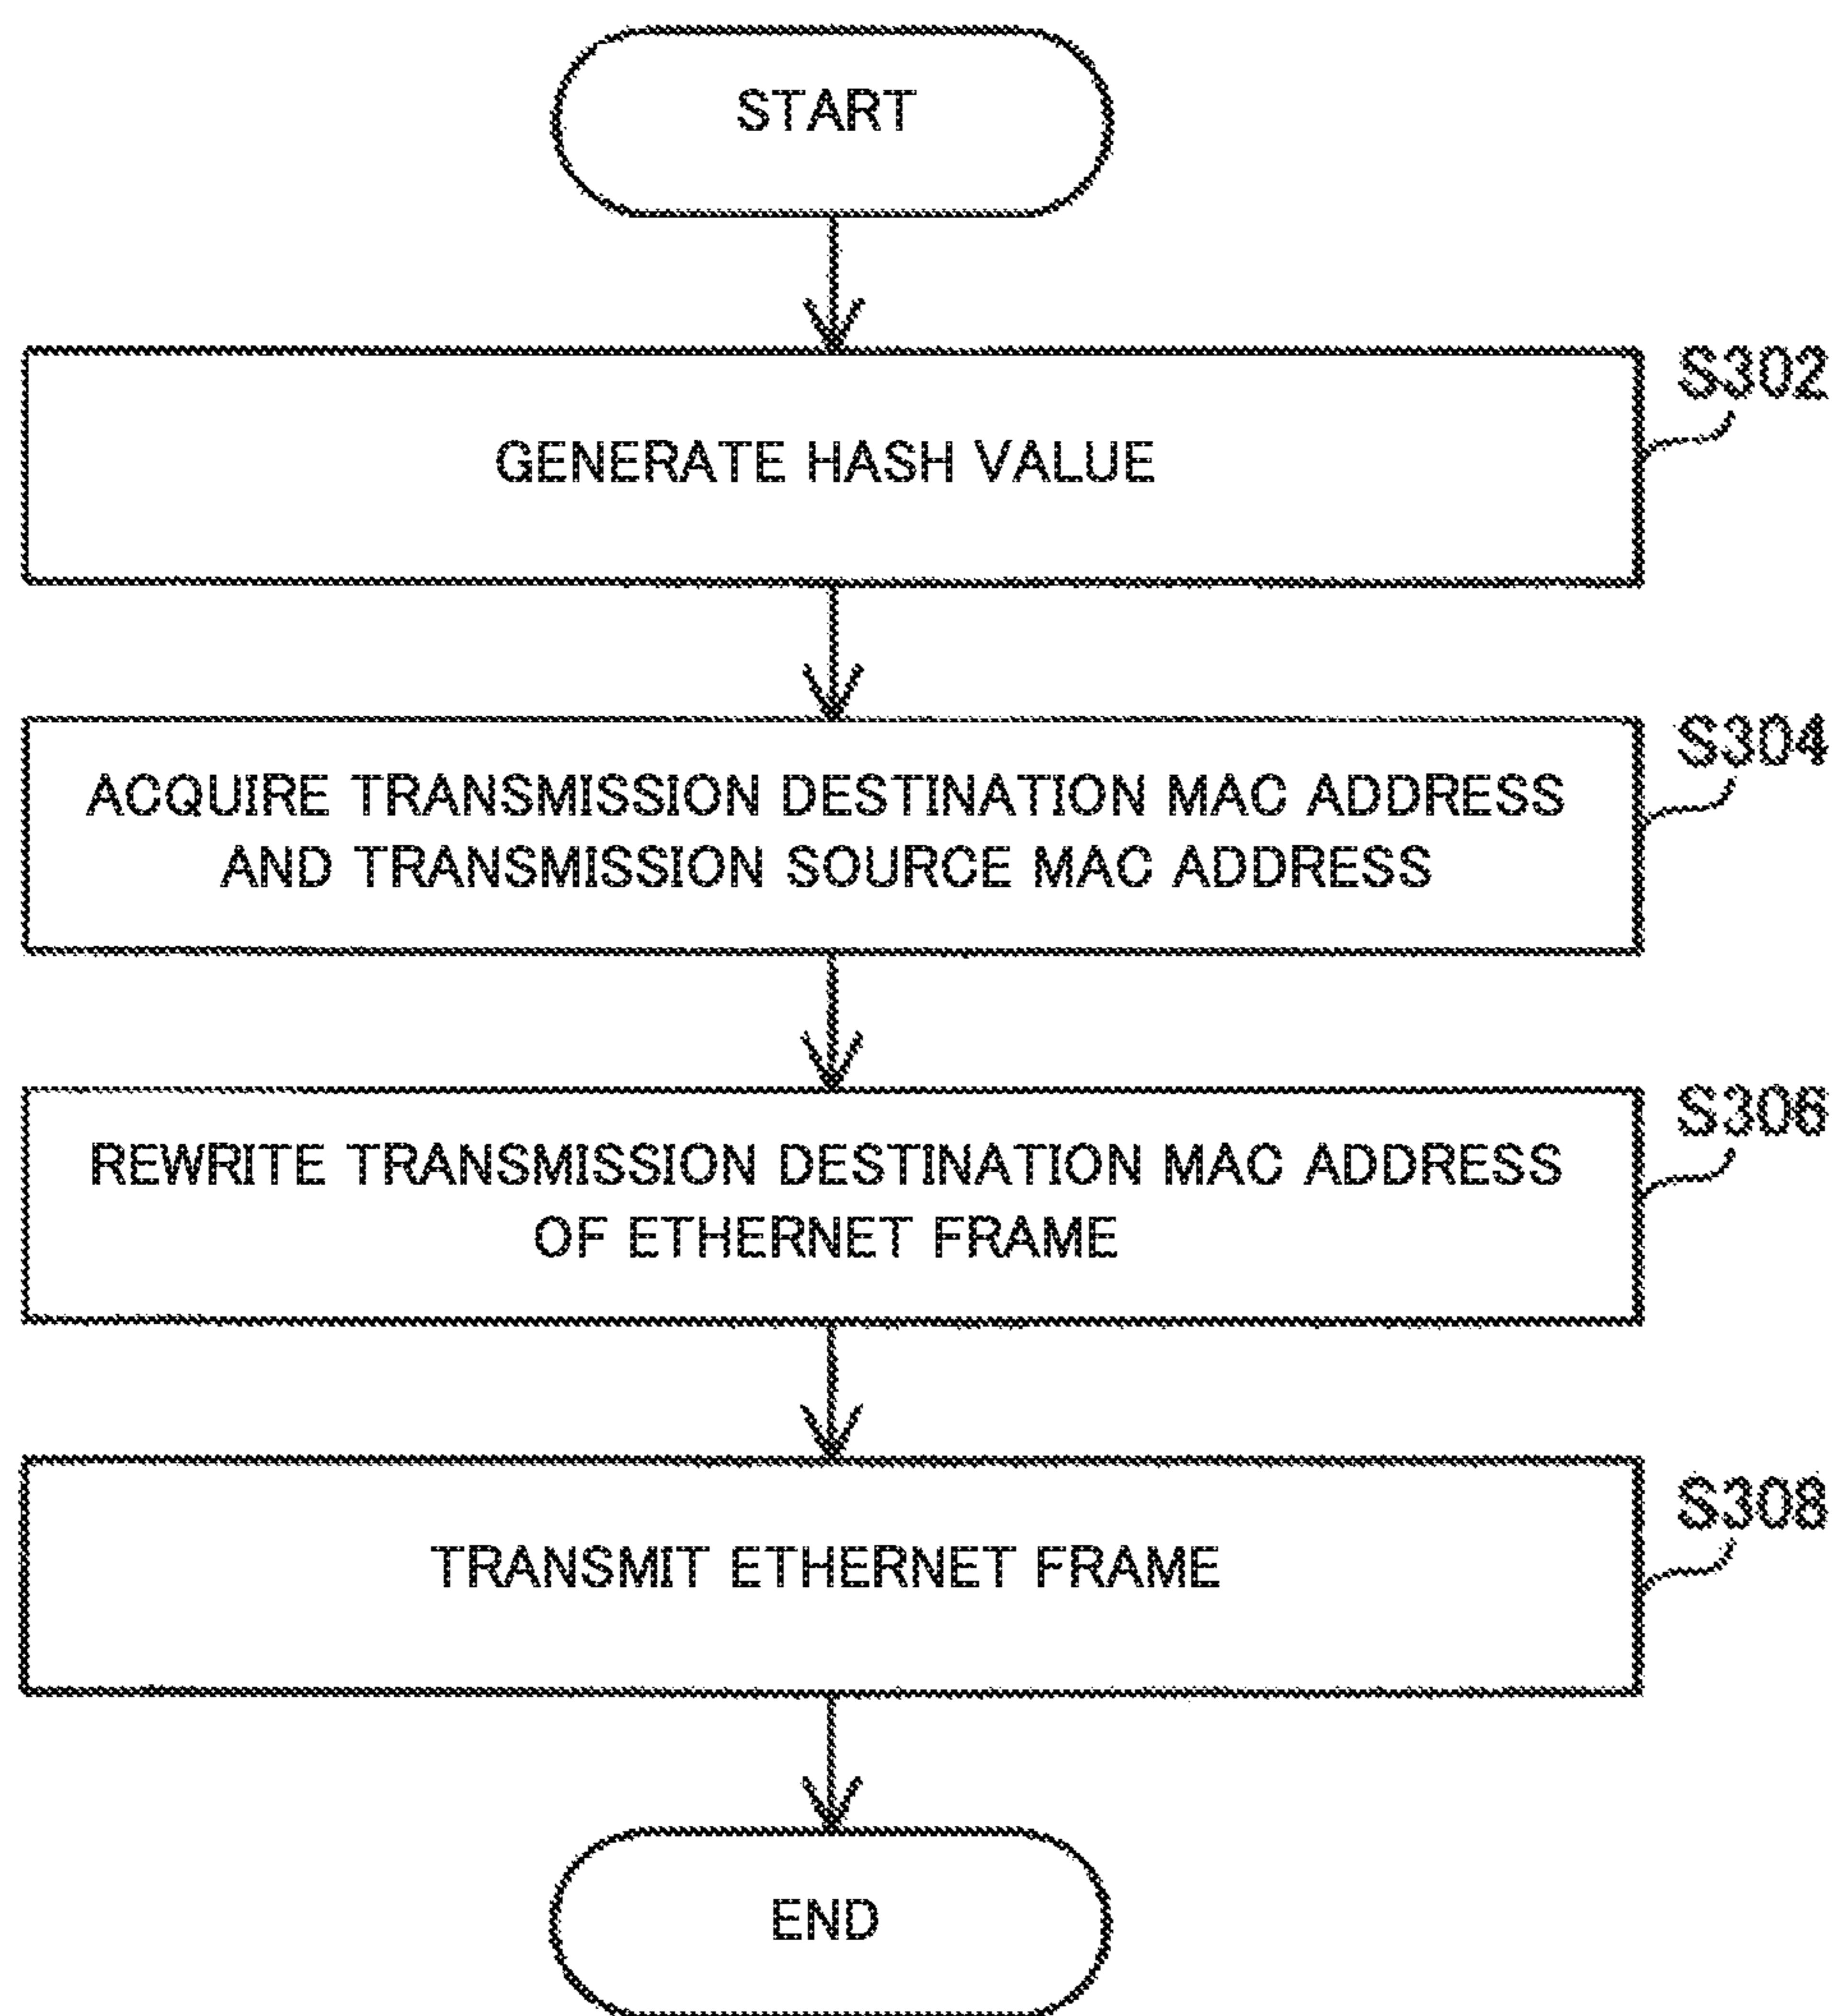 START
GENERATE HASH VALUE
S302
ACQUIRE TRANSMISSION DESTINATION MAC ADDRESS
AND TRANSMISSION SOURCE MAC ADDRESS
S304
REWRITE TRANSMISSION DESTINATION MAC ADDRESS
OF ETHERNET FRAME
S306
TRANSMIT ETHERNET FRAME
S308
END